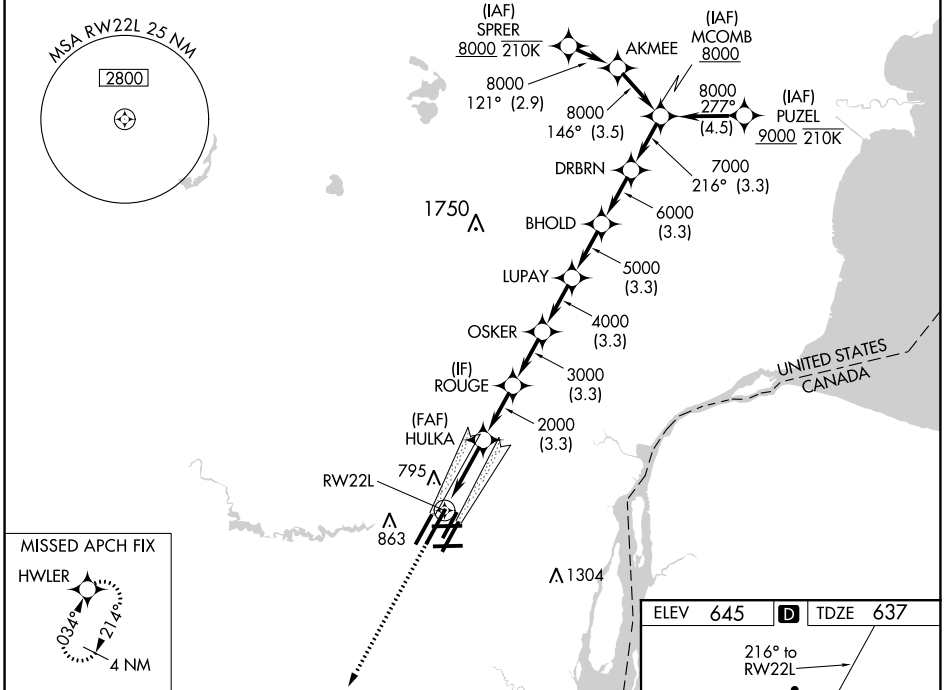 MSA RW22L 25 NM
2800
(IAF)
SPRER
8000 210K
AKMEE
(IAF)
MCOMB
8000
8000
121° (2.9)
8000
146° (3.5)
8000
277°
(4.5)
(IAF)
PUZEL
9000 210K
DRBRN
7000
216° (3.3)
1750
BHOLD
6000
(3.3)
LUPAY
5000
(3.3)
OSKER
4000
(3.3)
(IF)
ROUGE
3000
(3.3)
UNITED STATES
CANADA
(FAF)
HULKA
2000
(3.3)
795
RW22L
863
1304
MISSED APCH FIX
HWLER
034°
214°
4 NM
ELEV 645 D TDZE 637
216° to
RW22L